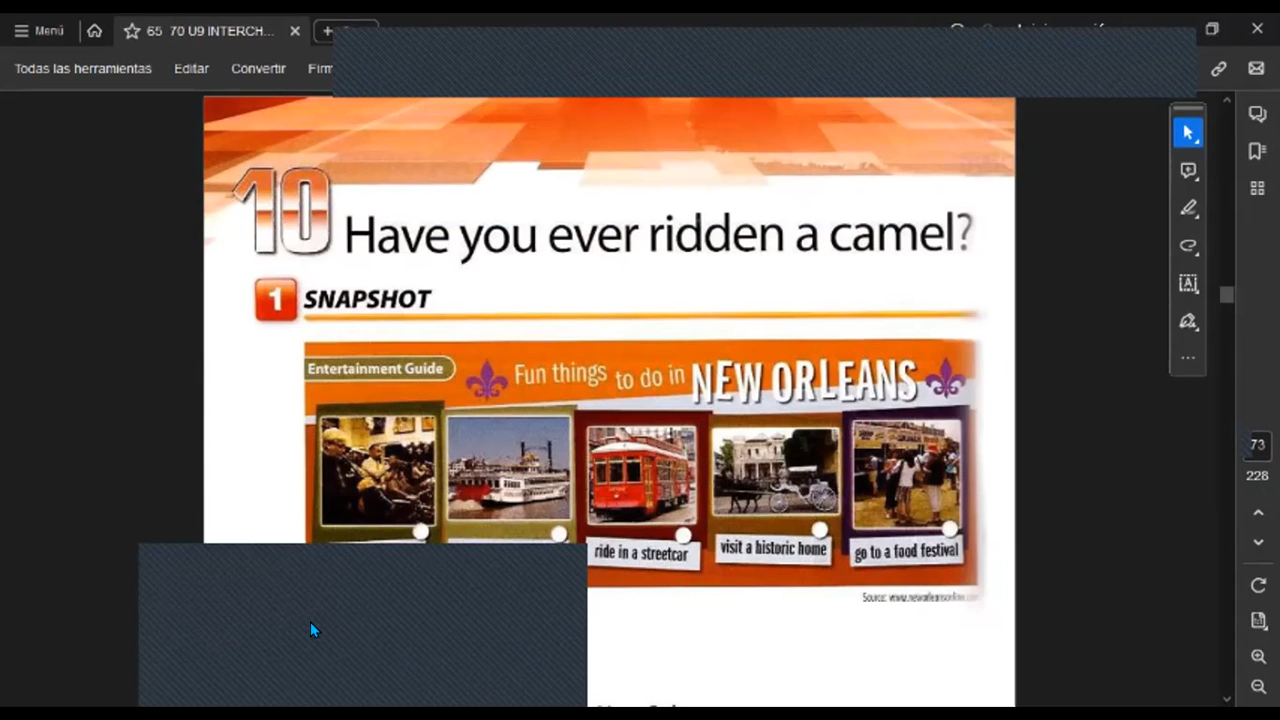 Menú
65 70 U9 INTERCH...
Todas las herramientas
Editar
Convertir
10
Have you ever ridden a camel?
1
SNAPSHOT
Entertainment Guide
Fun things to do in NEW ORLEANS
ride in a streetcar
visit a historic home
go to a food festival
73
228